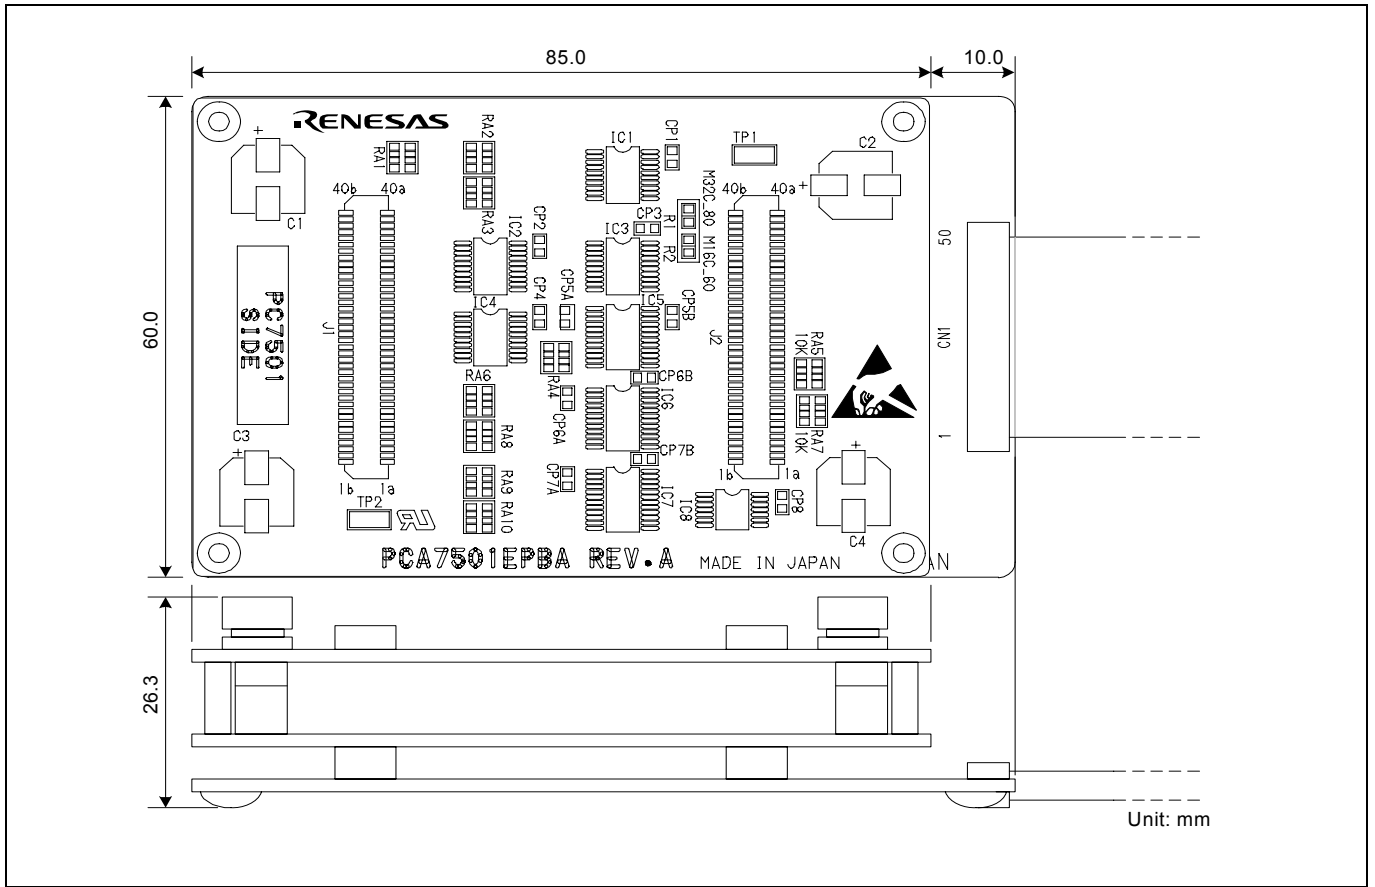 85.0
10.0
60.0
26.3
RENESAS
RA1
RA2
RA3
IC1
CP1
TP1
C2
+
C1
+
40b 40a
IC2
CP2
CP3
IC3
R1
R2
M32C_80
M16C_60
40b 40a
50
PC7501
SIDE
J1
IC4
CP4
CP5A
IC5
CP5B
J2
RA5
10K
CN1
RA6
RA4
CP6B
IC6
CP6A
RA7
10K
1
C3
+
RA8
CP7B
1b 1a
TP2
RA9
RA10
CP7A
IC7
IC8
1b 1a
CP8
+
C4
PCA7501EPBA REV.A
MADE IN JAPAN
AN
Unit: mm